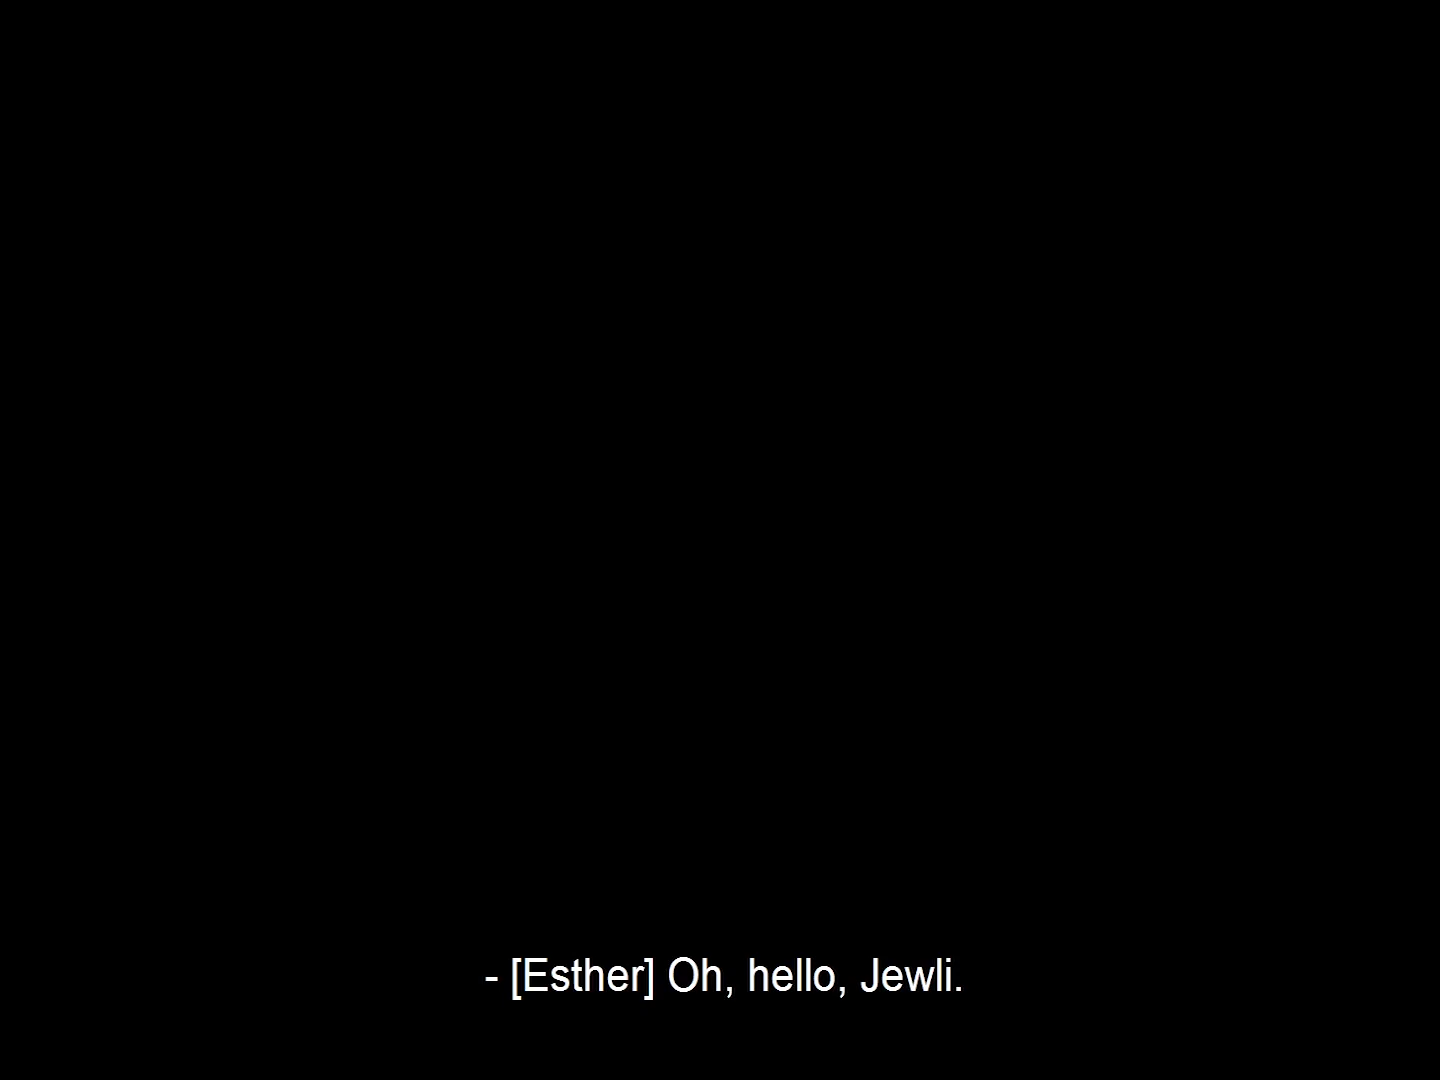 - [Esther] Oh, hello, Jewli.